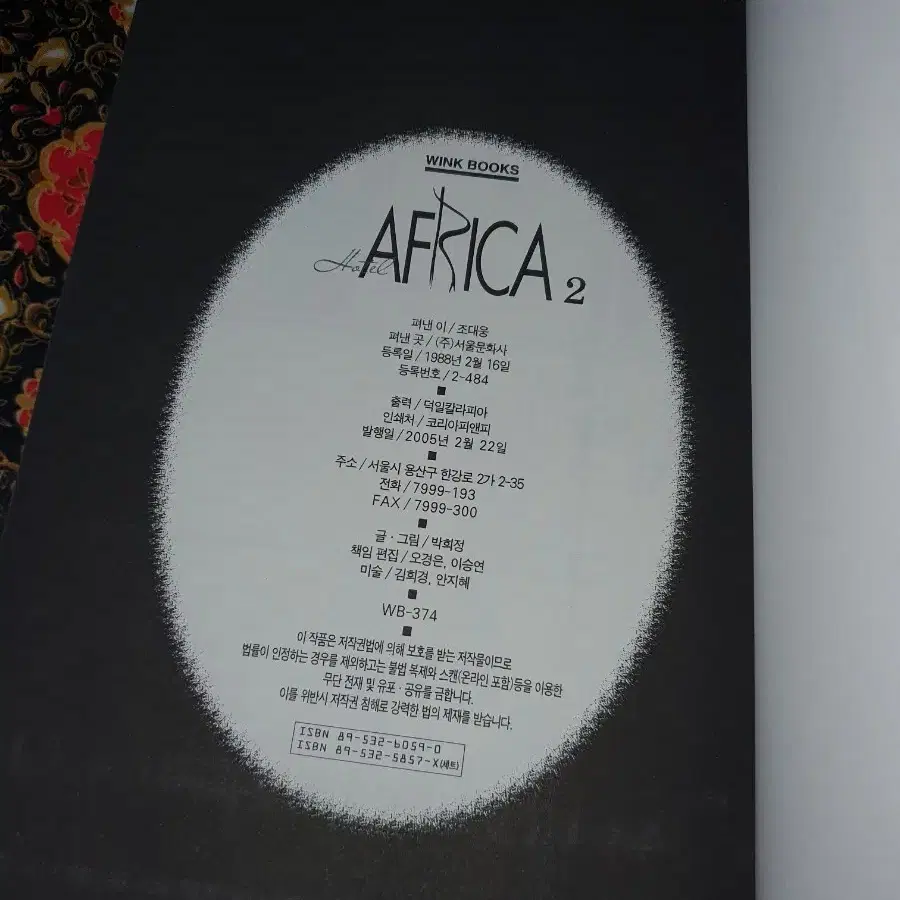 WINK BOOKS
Hotel AFRICA 2
펴낸 이 / 조대웅
펴낸 곳 / (주)서울문화사
등록일 / 1988년 2월 16일
등록번호 / 2-484
■
출력 / 덕일칼라피아
인쇄처 / 코리아피앤피
발행일 / 2005년 2월 22일
■
주소 / 서울시 용산구 한강로 2가 2-35
전화 / 7999-193
FAX / 7999-300
■
글·그림 / 박희정
책임 편집 / 오경은, 이승연
미술 / 김희경, 안지혜
■
WB-374
■
이 작품은 저작권법에 의해 보호를 받는 저작물이므로
법률이 인정하는 경우를 제외하고는 불법 복제와 스캔(온라인 포함)등을 이용한
무단 전재 및 유포·공유를 금합니다.
이를 위반시 저작권 침해로 강력한 법의 제재를 받습니다.
ISBN 89-532-6059-0
ISBN 89-532-5857-X(세트)